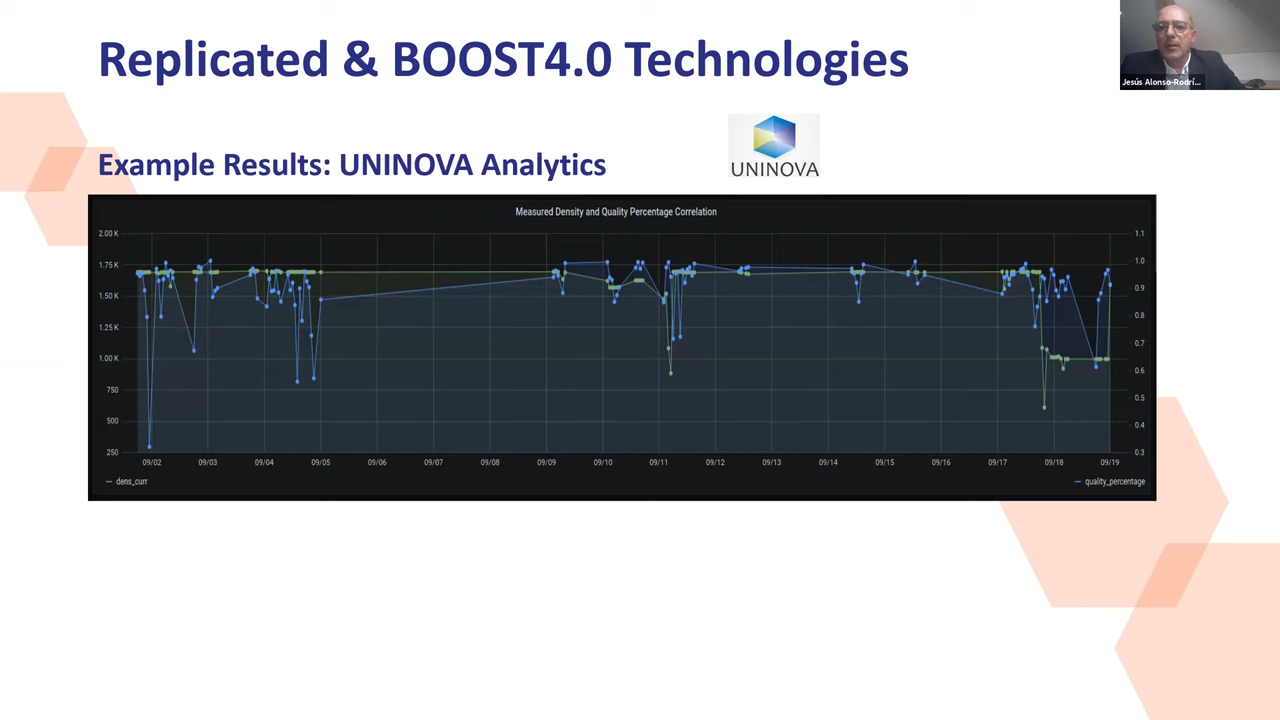 Replicated & BOOST4.0 Technologies
Jesús Alonso-Rodrí...
Example Results: UNINOVA Analytics
UNINOVA
Measured Density and Quality Percentage Correlation
2.00 K
1.75 K
1.50 K
1.25 K
1.00 K
750
500
250
1.1
1.0
0.9
0.8
0.7
0.6
0.5
0.4
0.3
09/02 09/03 09/04 09/05 09/06 09/07 09/08 09/09 09/10 09/11 09/12 09/13 09/14 09/15 09/16 09/17 09/18 09/19
dens_curr quality_percentage